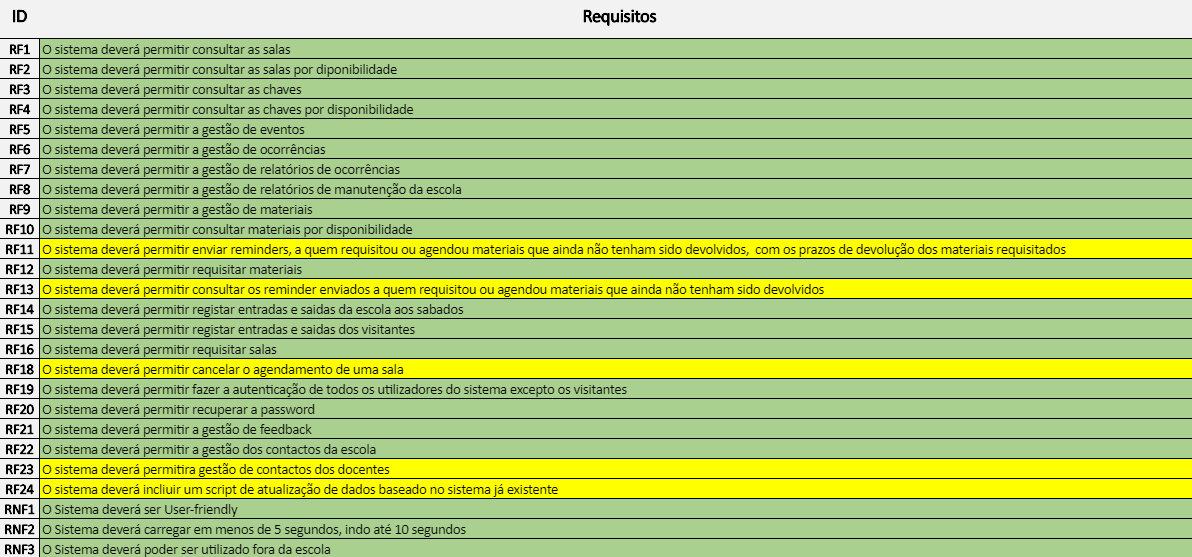 ID Requisitos
RF1 O sistema deverá permitir consultar as salas
RF2 O sistema deverá permitir consultar as salas por diponibilidade
RF3 O sistema deverá permitir consultar as chaves
RF4 O sistema deverá permitir consultar as chaves por disponibilidade
RF5 O sistema deverá permitir a gestão de eventos
RF6 O sistema deverá permitir a gestão de ocorrências
RF7 O sistema deverá permitir a gestão de relatórios de ocorrências
RF8 O sistema deverá permitir a gestão de relatórios de manutenção da escola
RF9 O sistema deverá permitir a gestão de materiais
RF10 O sistema deverá permitir consultar materiais por disponibilidade
RF11 O sistema deverá permitir enviar reminders, a quem requisitou ou agendou materiais que ainda não tenham sido devolvidos, com os prazos de devolução dos materiais requisitados
RF12 O sistema deverá permitir requisitar materiais
RF13 O sistema deverá permitir consultar os reminder enviados a quem requisitou ou agendou materiais que ainda não tenham sido devolvidos
RF14 O sistema deverá permitir registar entradas e saidas da escola aos sabados
RF15 O sistema deverá permitir registar entradas e saidas dos visitantes
RF16 O sistema deverá permitir requisitar salas
RF18 O sistema deverá permitir cancelar o agendamento de uma sala
RF19 O sistema deverá permitir fazer a autenticação de todos os utilizadores do sistema excepto os visitantes
RF20 O sistema deverá permitir recuperar a password
RF21 O sistema deverá permitir a gestão de feedback
RF22 O sistema deverá permitir a gestão dos contactos da escola
RF23 O sistema deverá permitira gestão de contactos dos docentes
RF24 O sistema deverá incliuir um script de atualização de dados baseado no sistema já existente
RNF1 O Sistema deverá ser User-friendly
RNF2 O Sistema deverá carregar em menos de 5 segundos, indo até 10 segundos
RNF3 O Sistema deverá poder ser utilizado fora da escola